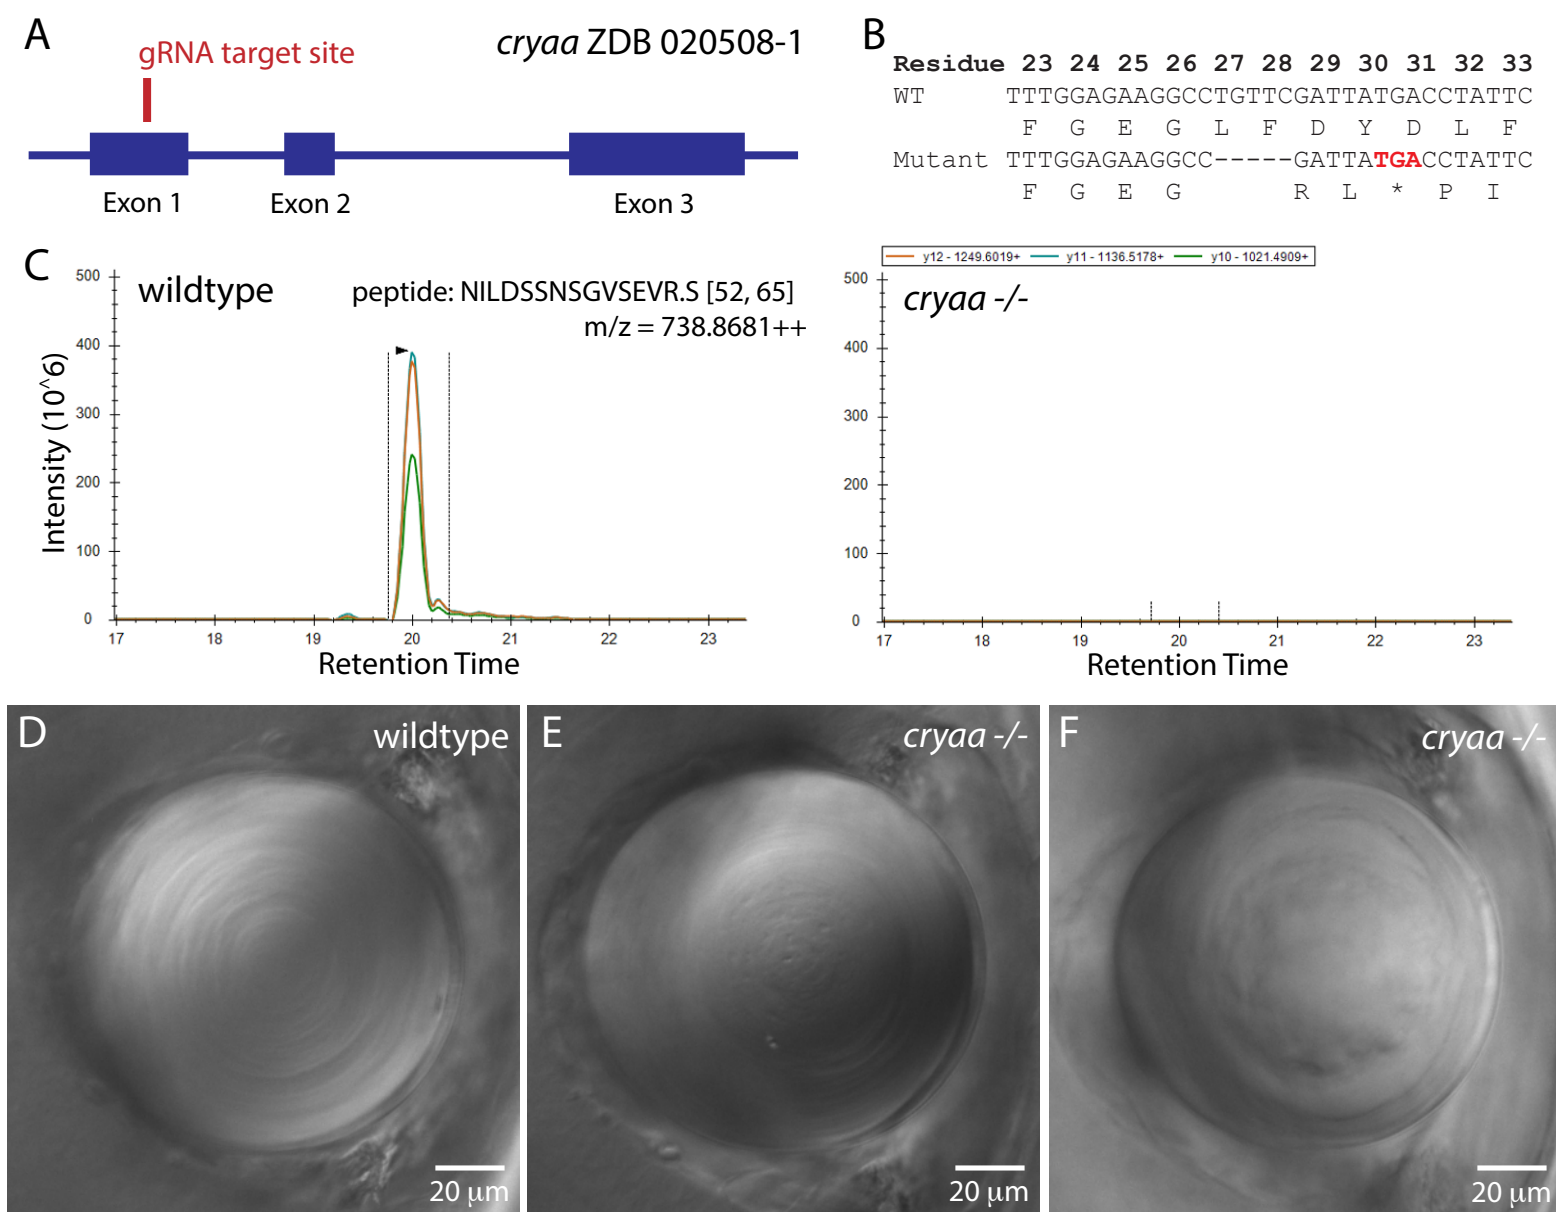 A
cryaa ZDB 020508-1
gRNA target site
Exon 1
Exon 2
Exon 3
B
Residue 23 24 25 26 27 28 29 30 31 32 33
WT TTTGGAGAAGGCCTGTTCGATTATGACCTATTC
F G E G L F D Y D L F
Mutant TTTGGAGAAGGCC-----GATTATGACCTATTC
F G E G R L * P I
C
wildtype
peptide: NILDSSNSGVSEVR.S [52, 65]
m/z = 738.8681++
Intensity (10^6)
500
400
300
200
100
0
17 18 19 20 21 22 23
Retention Time
y12 - 1249.6019+ y11 - 1136.5178+ y10 - 1021.4909+
cryaa -/-
500
400
300
200
100
0
17 18 19 20 21 22 23
Retention Time
D
wildtype
20 µm
E
cryaa -/-
20 µm
F
cryaa -/-
20 µm